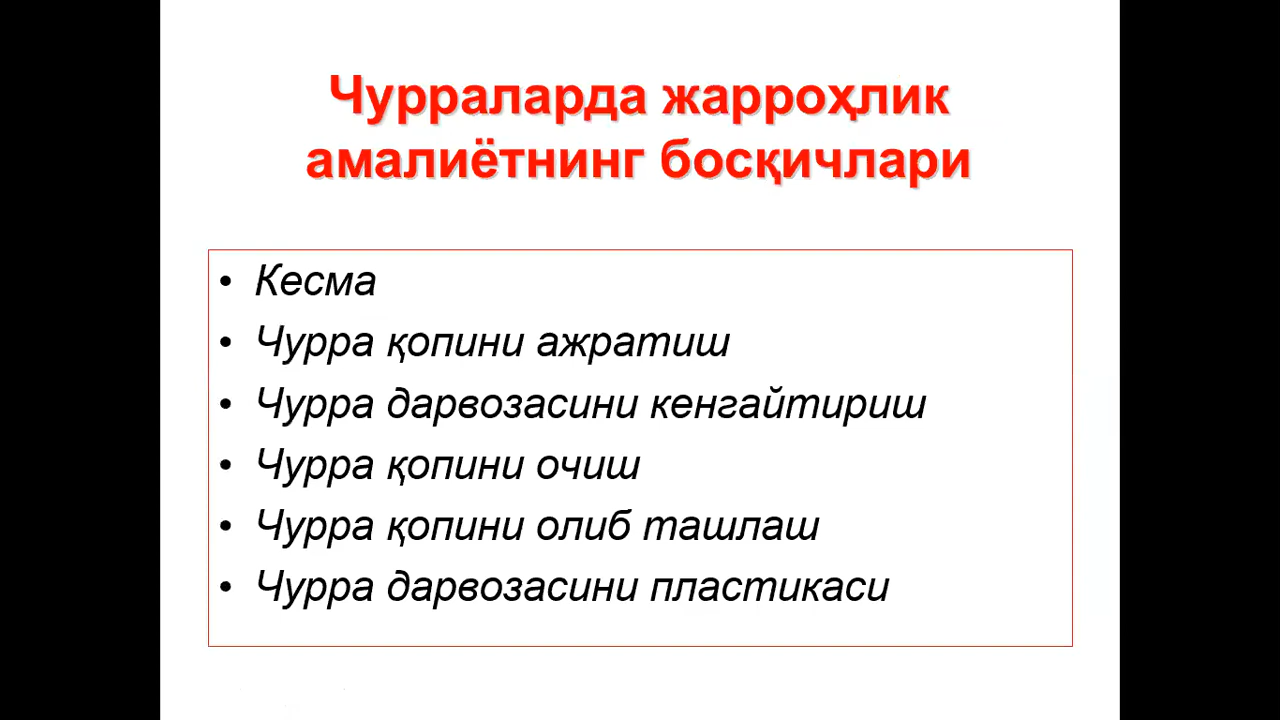 Чурраларда жарроҳлик
амалиётнинг босқичлари
• Кесма
• Чурра қопини ажратиш
• Чурра дарвозасини кенгайтириш
• Чурра қопини очиш
• Чурра қопини олиб ташлаш
• Чурра дарвозасини пластикаси